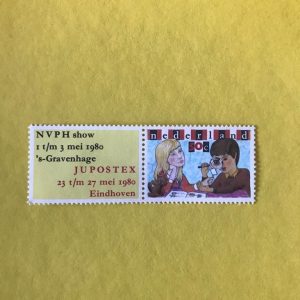 NVPH show
1 t/m 3 mei 1980
's-Gravenhage
JUPOSTEX
23 t/m 27 mei 1980
Eindhoven
nederland
50c